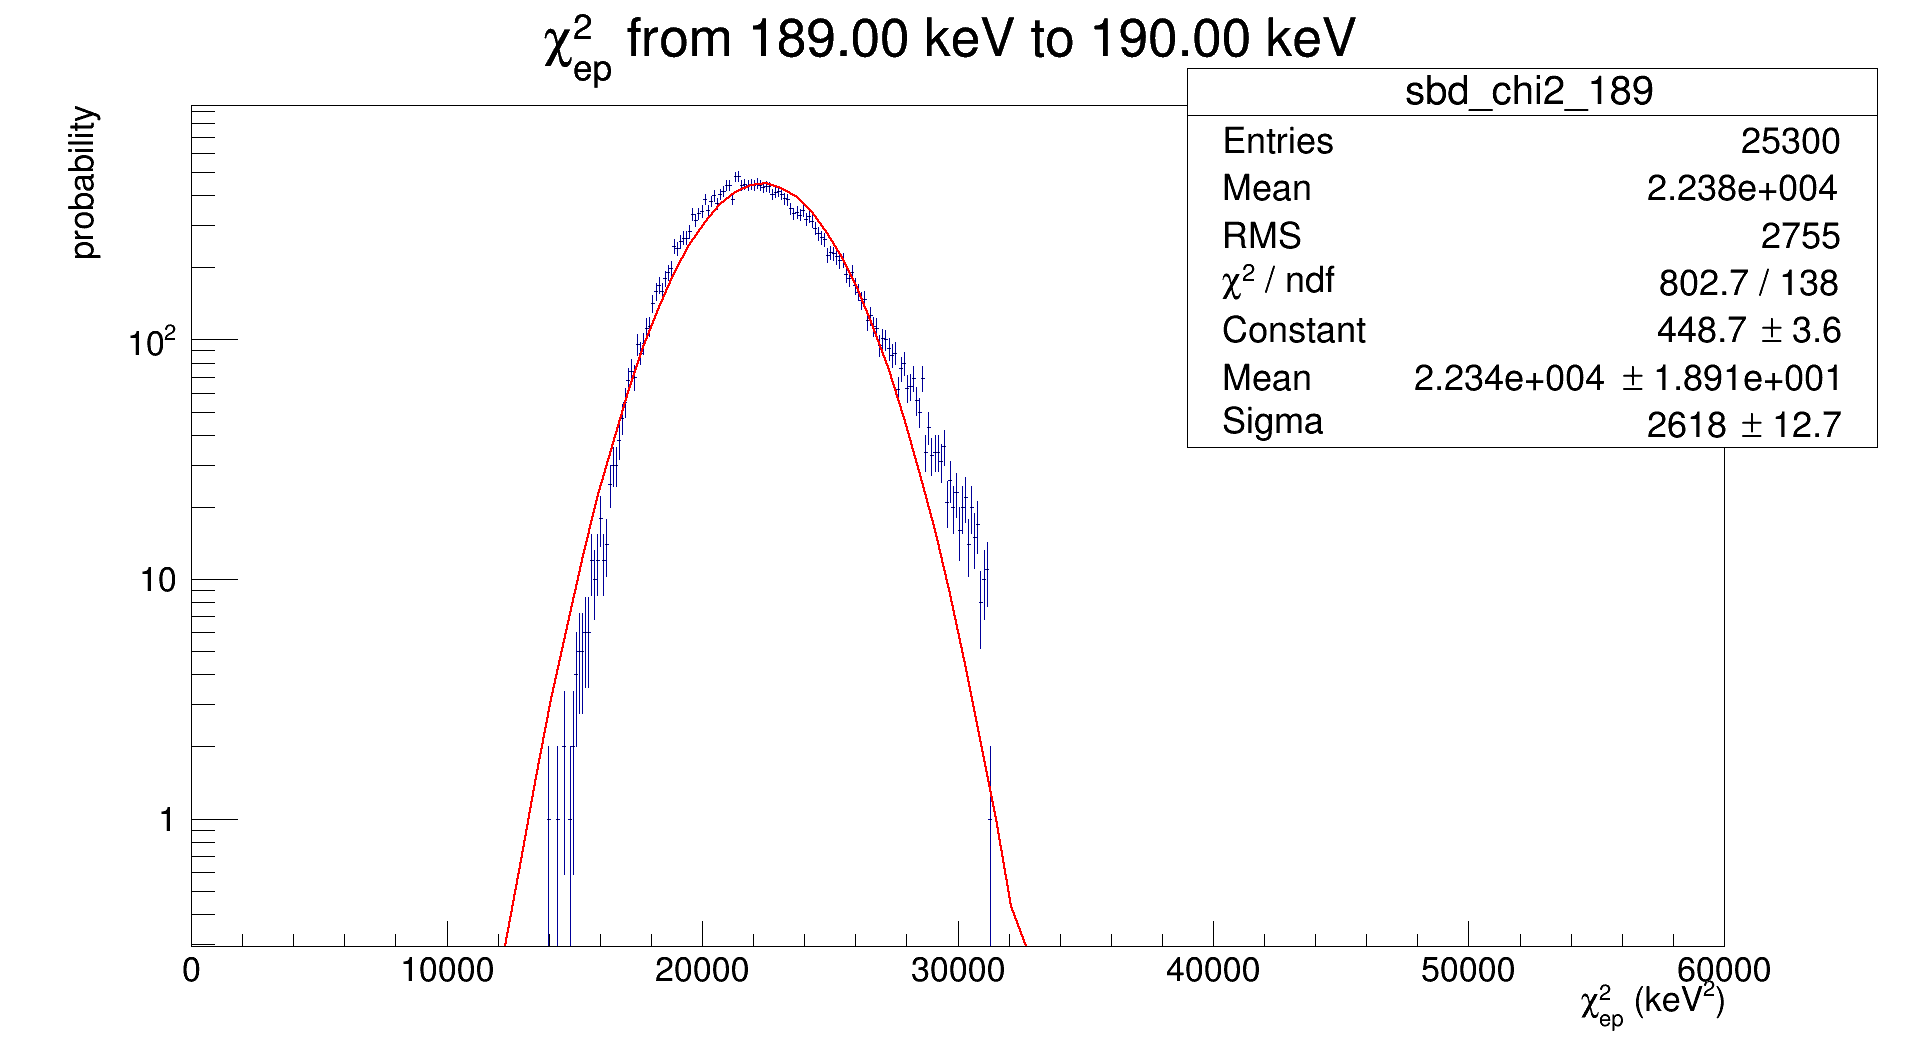 χ²ep from 189.00 keV to 190.00 keV
probability
sbd_chi2_189
Entries 25300
Mean 2.238e+004
RMS 2755
χ² / ndf 802.7 / 138
Constant 448.7 ± 3.6
Mean 2.234e+004 ± 1.891e+001
Sigma 2618 ± 12.7
10²
10
1
0 10000 20000 30000 40000 50000 60000
χ²ep (keV²)